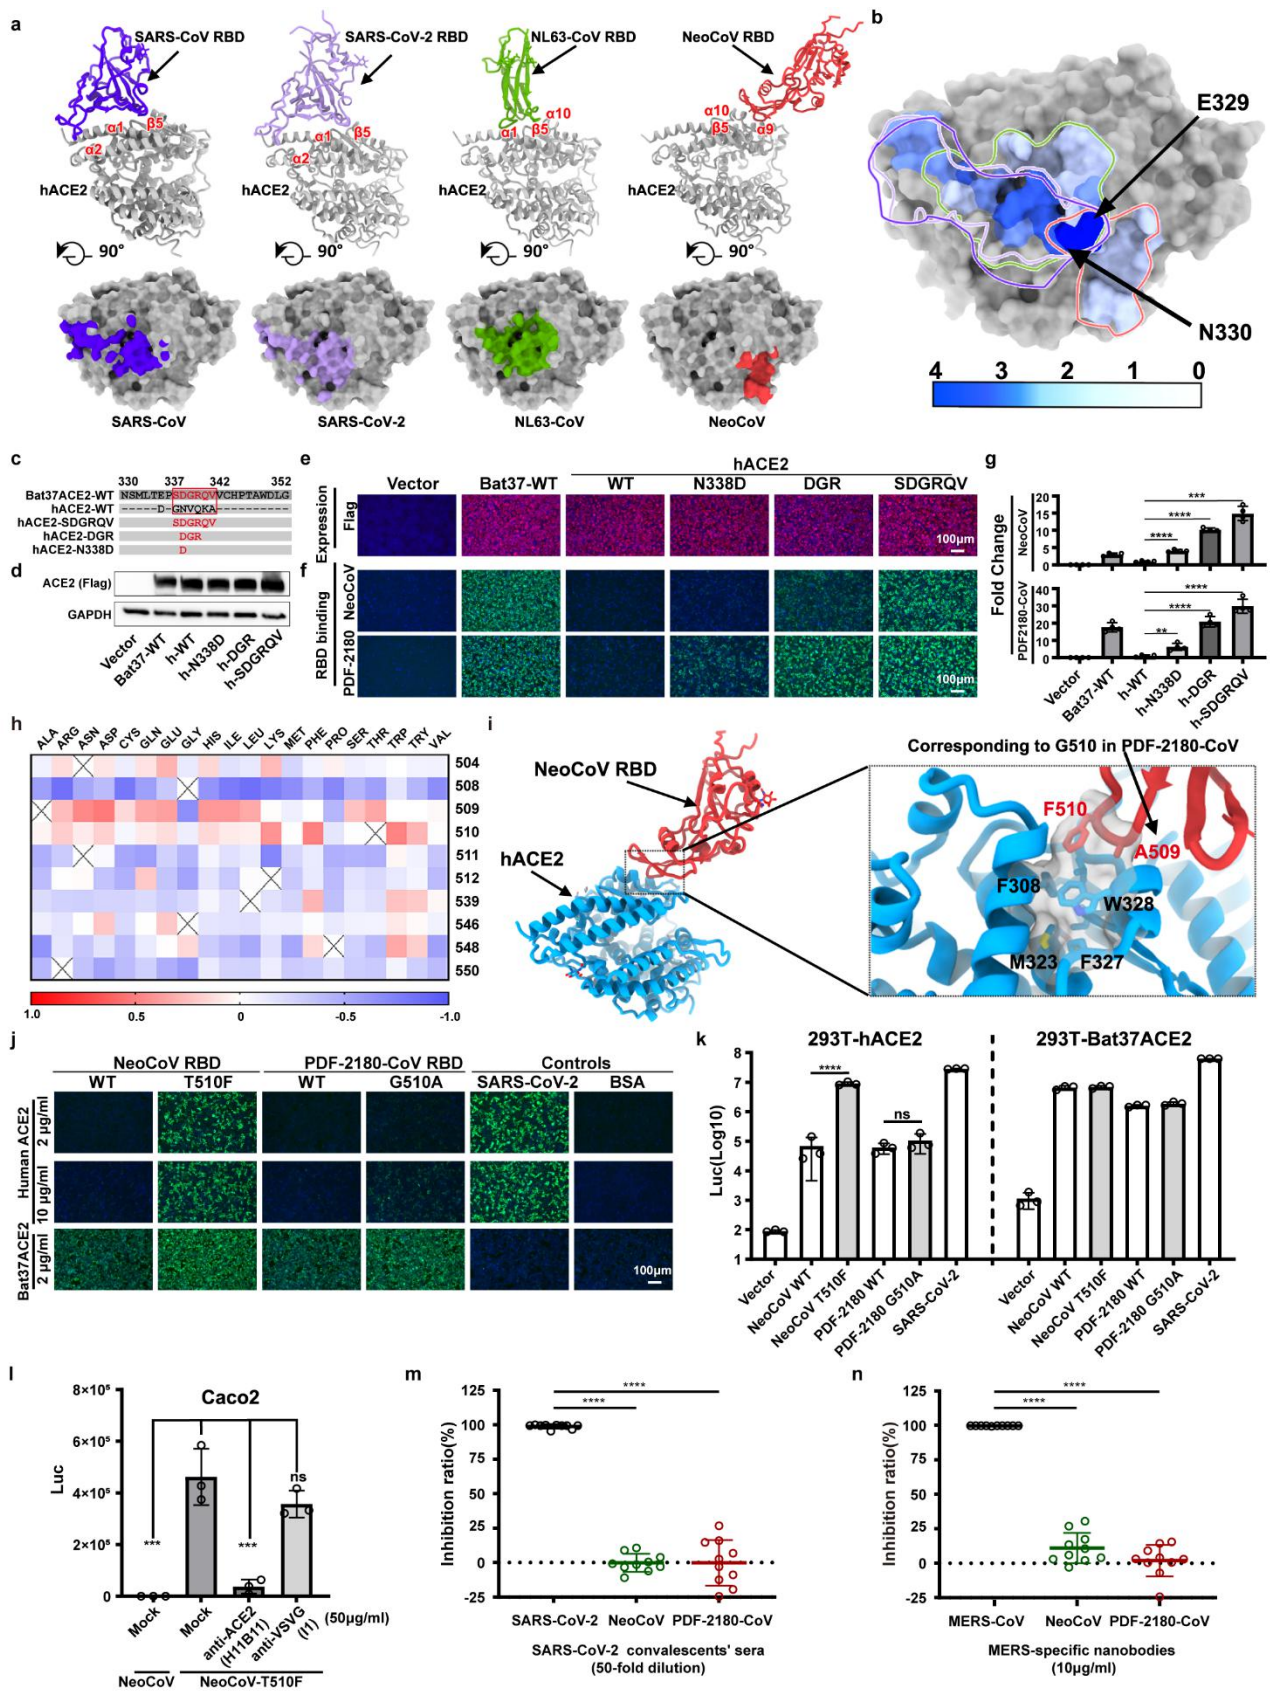 a
SARS-CoV RBD
SARS-CoV-2 RBD
NL63-CoV RBD
NeoCoV RBD
α1
β5
α2
hACE2
α1
β5
α2
hACE2
α10
α1
β5
hACE2
α10
β5
α9
hACE2
90°
90°
90°
90°
SARS-CoV
SARS-CoV-2
NL63-CoV
NeoCoV
b
E329
N330
4 3 2 1 0
c
330 337 342 352
Bat37ACE2-WT NSMLTEPSDGRQVVCHPTAWDLG
hACE2-WT -----D-GNVQKA----------
hACE2-SDGRQV SDGRQV
hACE2-DGR DGR
hACE2-N338D D
d
ACE2 (Flag)
GAPDH
Vector
Bat37-WT
h-WT
h-N338D
h-DGR
h-SDGRQV
e
hACE2
Vector Bat37-WT WT N338D DGR SDGRQV
Expression
Flag
100μm
f
RBD binding
NeoCoV
PDF-2180
100μm
g
Fold Change
NeoCoV
20
15
10
5
0
***
****
****
PDF2180-CoV
40
30
20
10
0
****
****
**
Vector
Bat37-WT
h-WT
h-N338D
h-DGR
h-SDGRQV
h
ALA ARG ASN ASP CYS GLN GLU GLY HIS ILE LEU LYS MET PHE PRO SER THR TRP TRY VAL
504
508
509
510
511
512
539
546
548
550
1.0 0.5 0 -0.5 -1.0
i
NeoCoV RBD
hACE2
Corresponding to G510 in PDF-2180-CoV
F510
A509
F308
W328
M323
F327
j
NeoCoV RBD PDF-2180-CoV RBD Controls
WT T510F WT G510A SARS-CoV-2 BSA
Human ACE2
2 μg/ml
10 μg/ml
Bat37ACE2
2 μg/ml
100μm
k
293T-hACE2 293T-Bat37ACE2
Luc(Log10)
8
7
6
5
4
3
2
1
****
ns
Vector
NeoCoV WT
NeoCoV T510F
PDF-2180 WT
PDF-2180 G510A
SARS-CoV-2
Vector
NeoCoV WT
NeoCoV T510F
PDF-2180 WT
PDF-2180 G510A
SARS-CoV-2
l
Caco2
Luc
8×10⁵
6×10⁵
4×10⁵
2×10⁵
0
***
***
ns
Mock
Mock
anti-ACE2
(H11B11)
anti-VSVG
(I1)
(50μg/ml)
NeoCoV NeoCoV-T510F
m
Inhibition ratio(%)
125
100
75
50
25
0
-25
****
****
SARS-CoV-2 NeoCoV PDF-2180-CoV
SARS-CoV-2 convalescents' sera
(50-fold dilution)
n
Inhibition ratio(%)
125
100
75
50
25
0
-25
****
****
MERS-CoV NeoCoV PDF-2180-CoV
MERS-specific nanobodies
(10μg/ml)